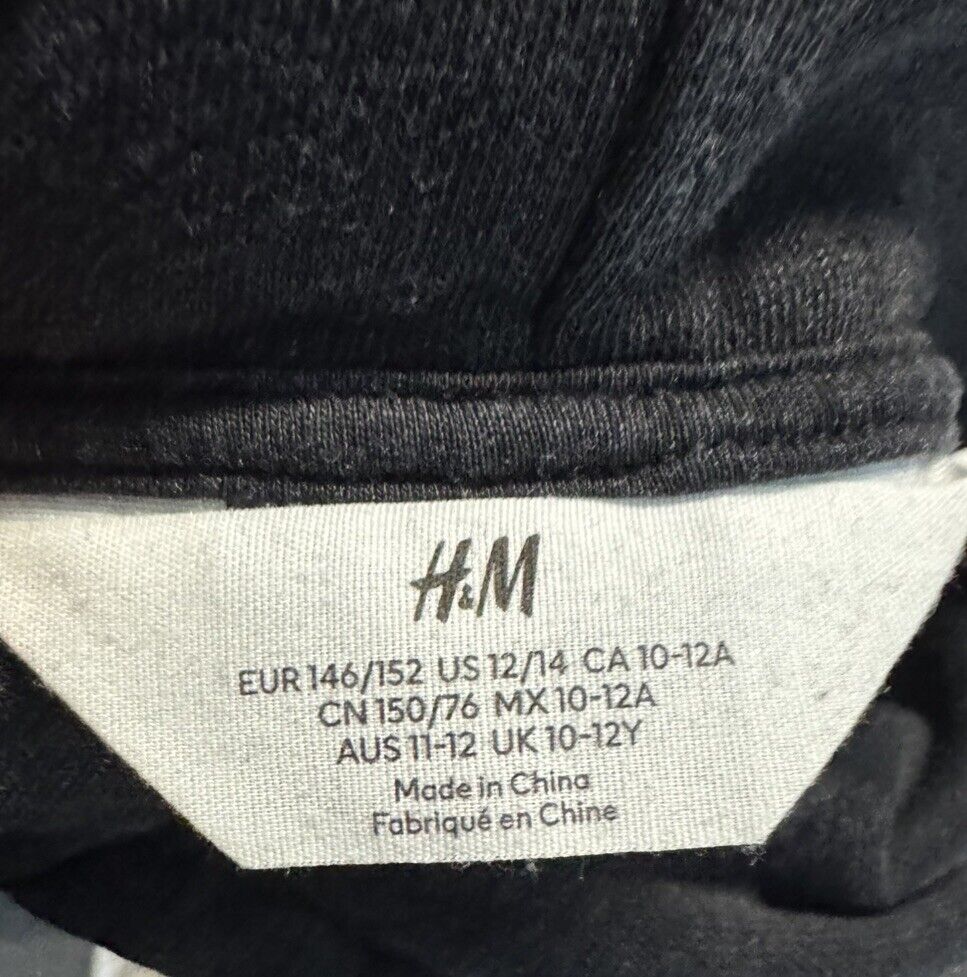 H&M
EUR 146/152 US 12/14 CA 10-12A
CN 150/76 MX 10-12A
AUS 11-12 UK 10-12Y
Made in China
Fabriqué en Chine